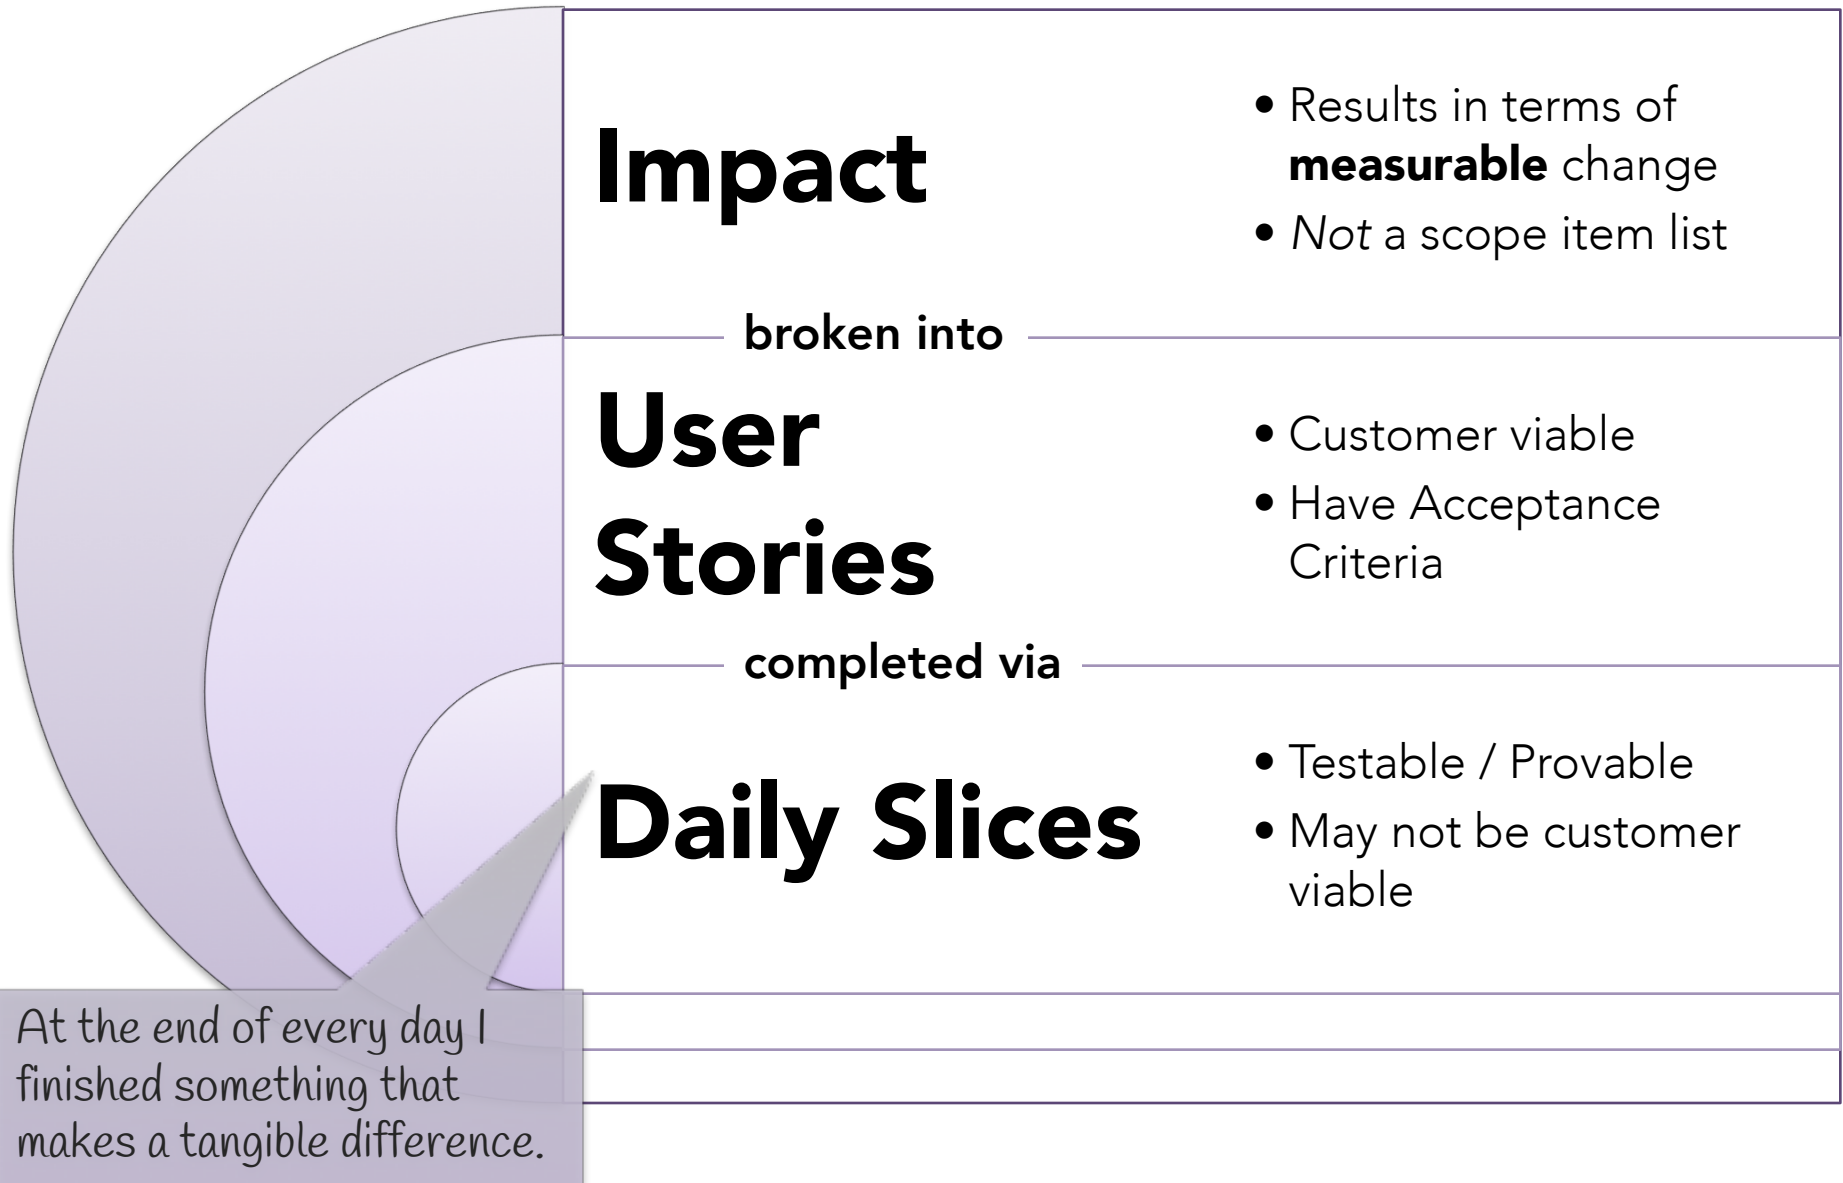 Impact
• Results in terms of
measurable change
• Not a scope item list
broken into
User
Stories
• Customer viable
• Have Acceptance
Criteria
completed via
Daily Slices
• Testable / Provable
• May not be customer
viable
At the end of every day I
finished something that
makes a tangible difference.